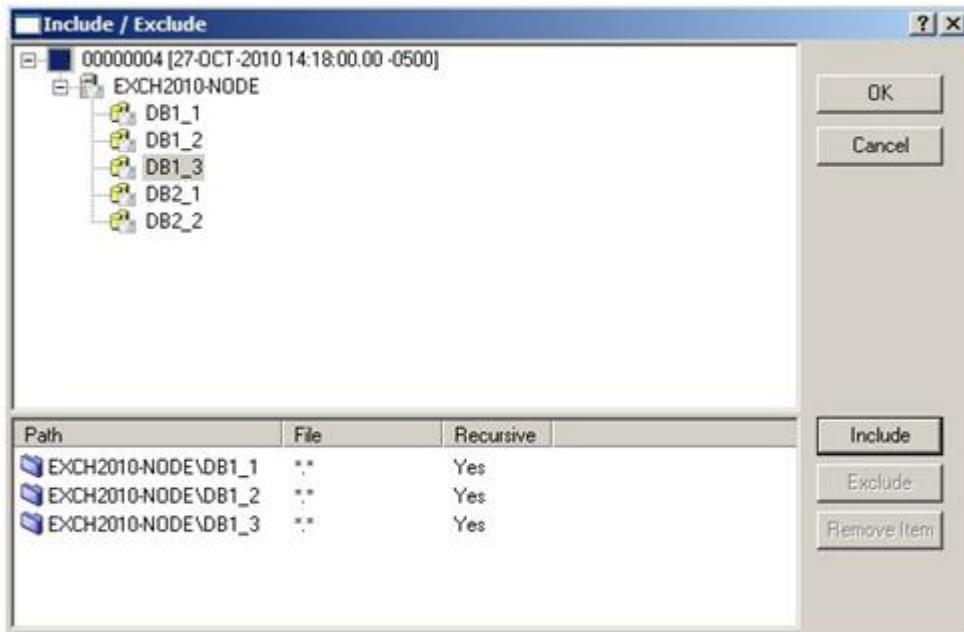 Include / Exclude
00000004 [27-OCT-2010 14:18:00.00 -0500]
EXCH2010-NODE
DB1_1
DB1_2
DB1_3
DB2_1
DB2_2
OK
Cancel
Path File Recursive
EXCH2010-NODE\DB1_1 *.* Yes
EXCH2010-NODE\DB1_2 *.* Yes
EXCH2010-NODE\DB1_3 *.* Yes
Include
Exclude
Remove Item